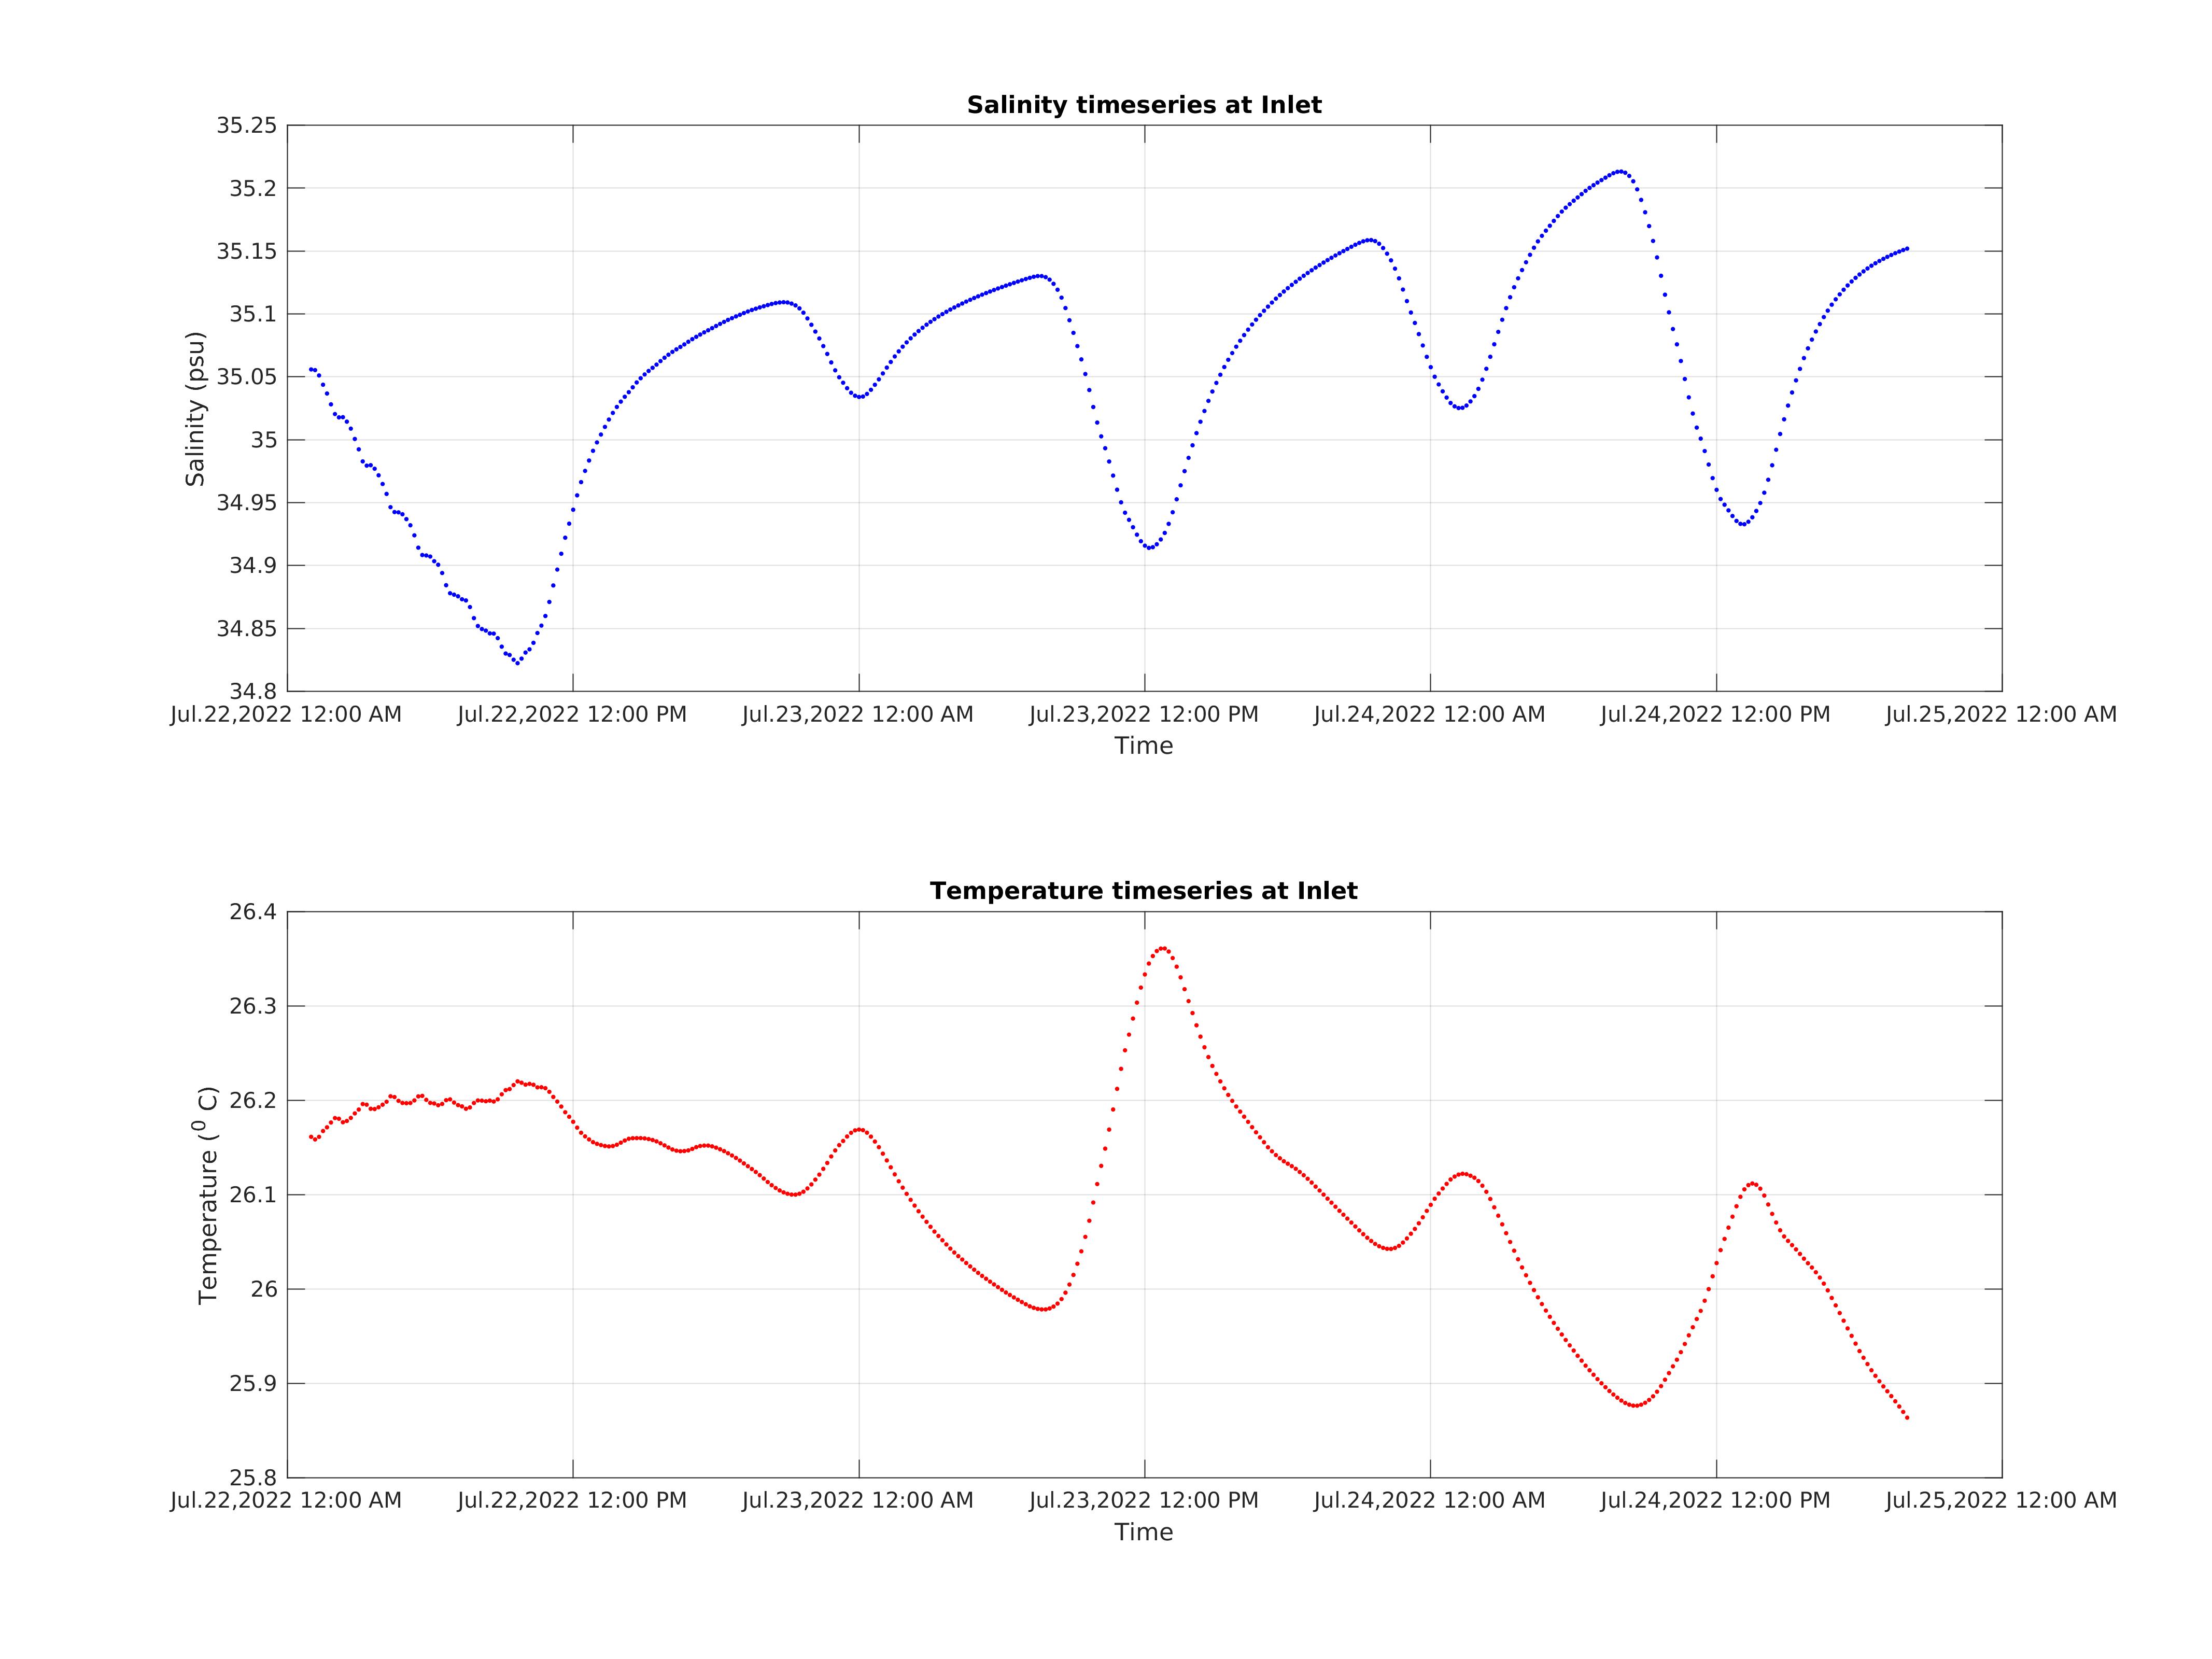 Salinity timeseries at Inlet
35.25
35.2
35.15
35.1
35.05
35
34.95
34.9
34.85
34.8
Salinity (psu)
Jul.22,2022 12:00 AM Jul.22,2022 12:00 PM Jul.23,2022 12:00 AM Jul.23,2022 12:00 PM Jul.24,2022 12:00 AM Jul.24,2022 12:00 PM Jul.25,2022 12:00 AM
Time
Temperature timeseries at Inlet
26.4
26.3
26.2
26.1
26
25.9
25.8
Temperature (⁰ C)
Jul.22,2022 12:00 AM Jul.22,2022 12:00 PM Jul.23,2022 12:00 AM Jul.23,2022 12:00 PM Jul.24,2022 12:00 AM Jul.24,2022 12:00 PM Jul.25,2022 12:00 AM
Time